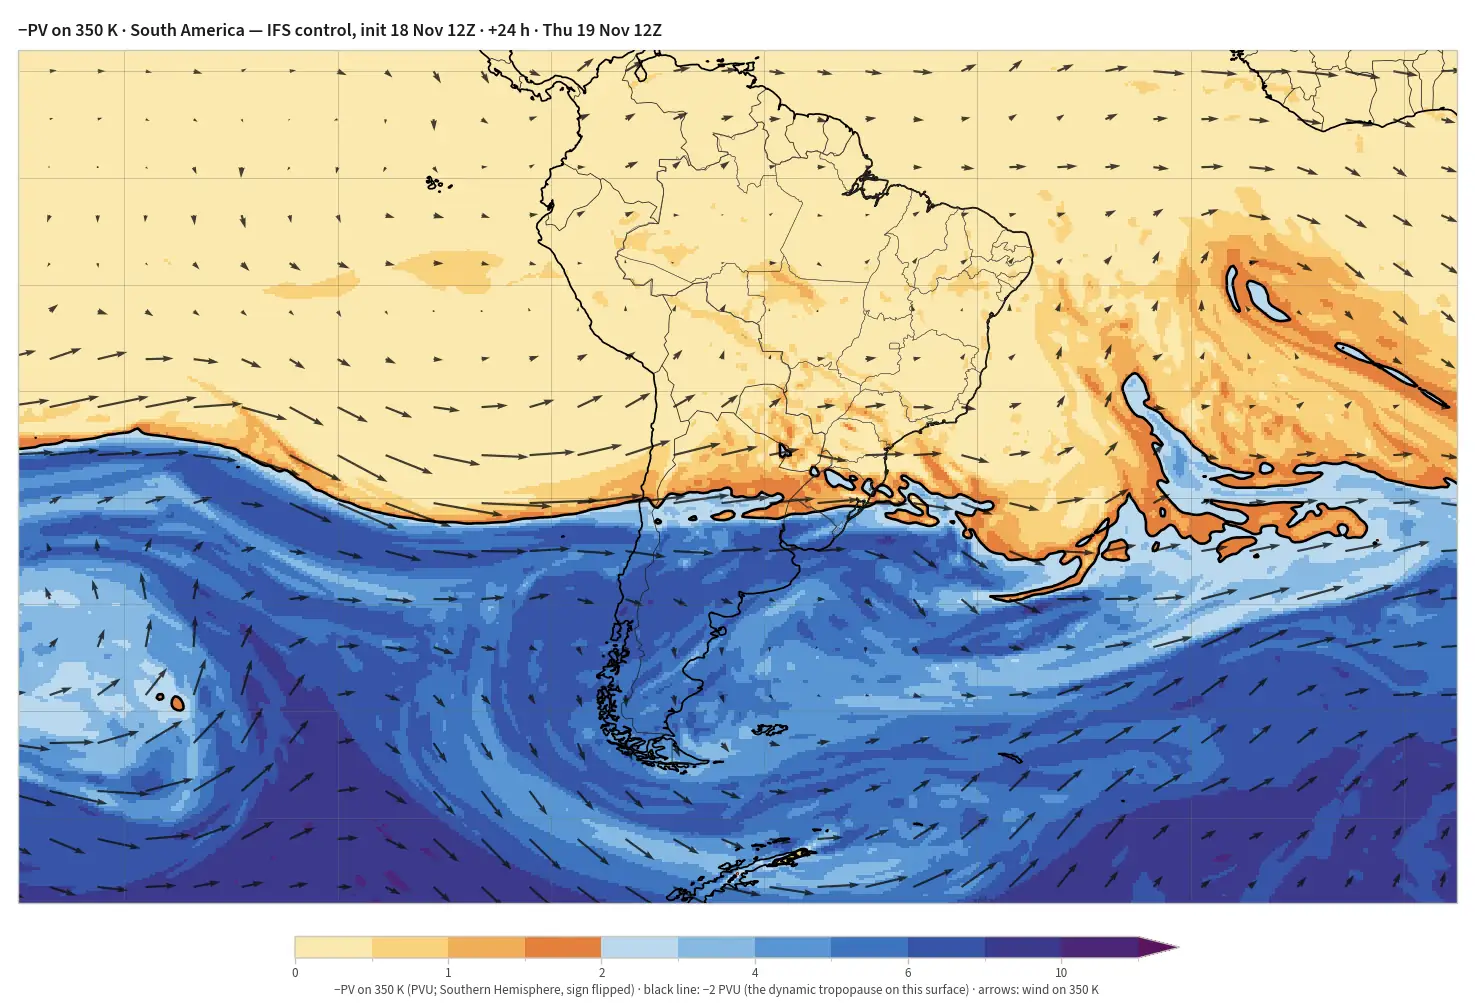 −PV on 350 K · South America — IFS control, init 18 Nov 12Z · +24 h · Thu 19 Nov 12Z
0 1 2 4 6 10
−PV on 350 K (PVU; Southern Hemisphere, sign flipped) · black line: −2 PVU (the dynamic tropopause on this surface) · arrows: wind on 350 K